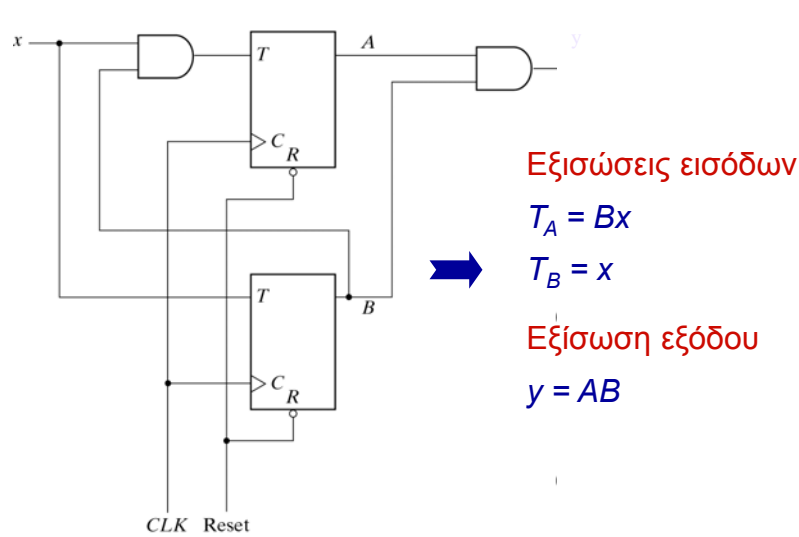 x
T
A
y
C
R
Εξισώσεις εισόδων
T_A = Bx
T_B = x
T
B
C
R
Εξίσωση εξόδου
y = AB
CLK Reset